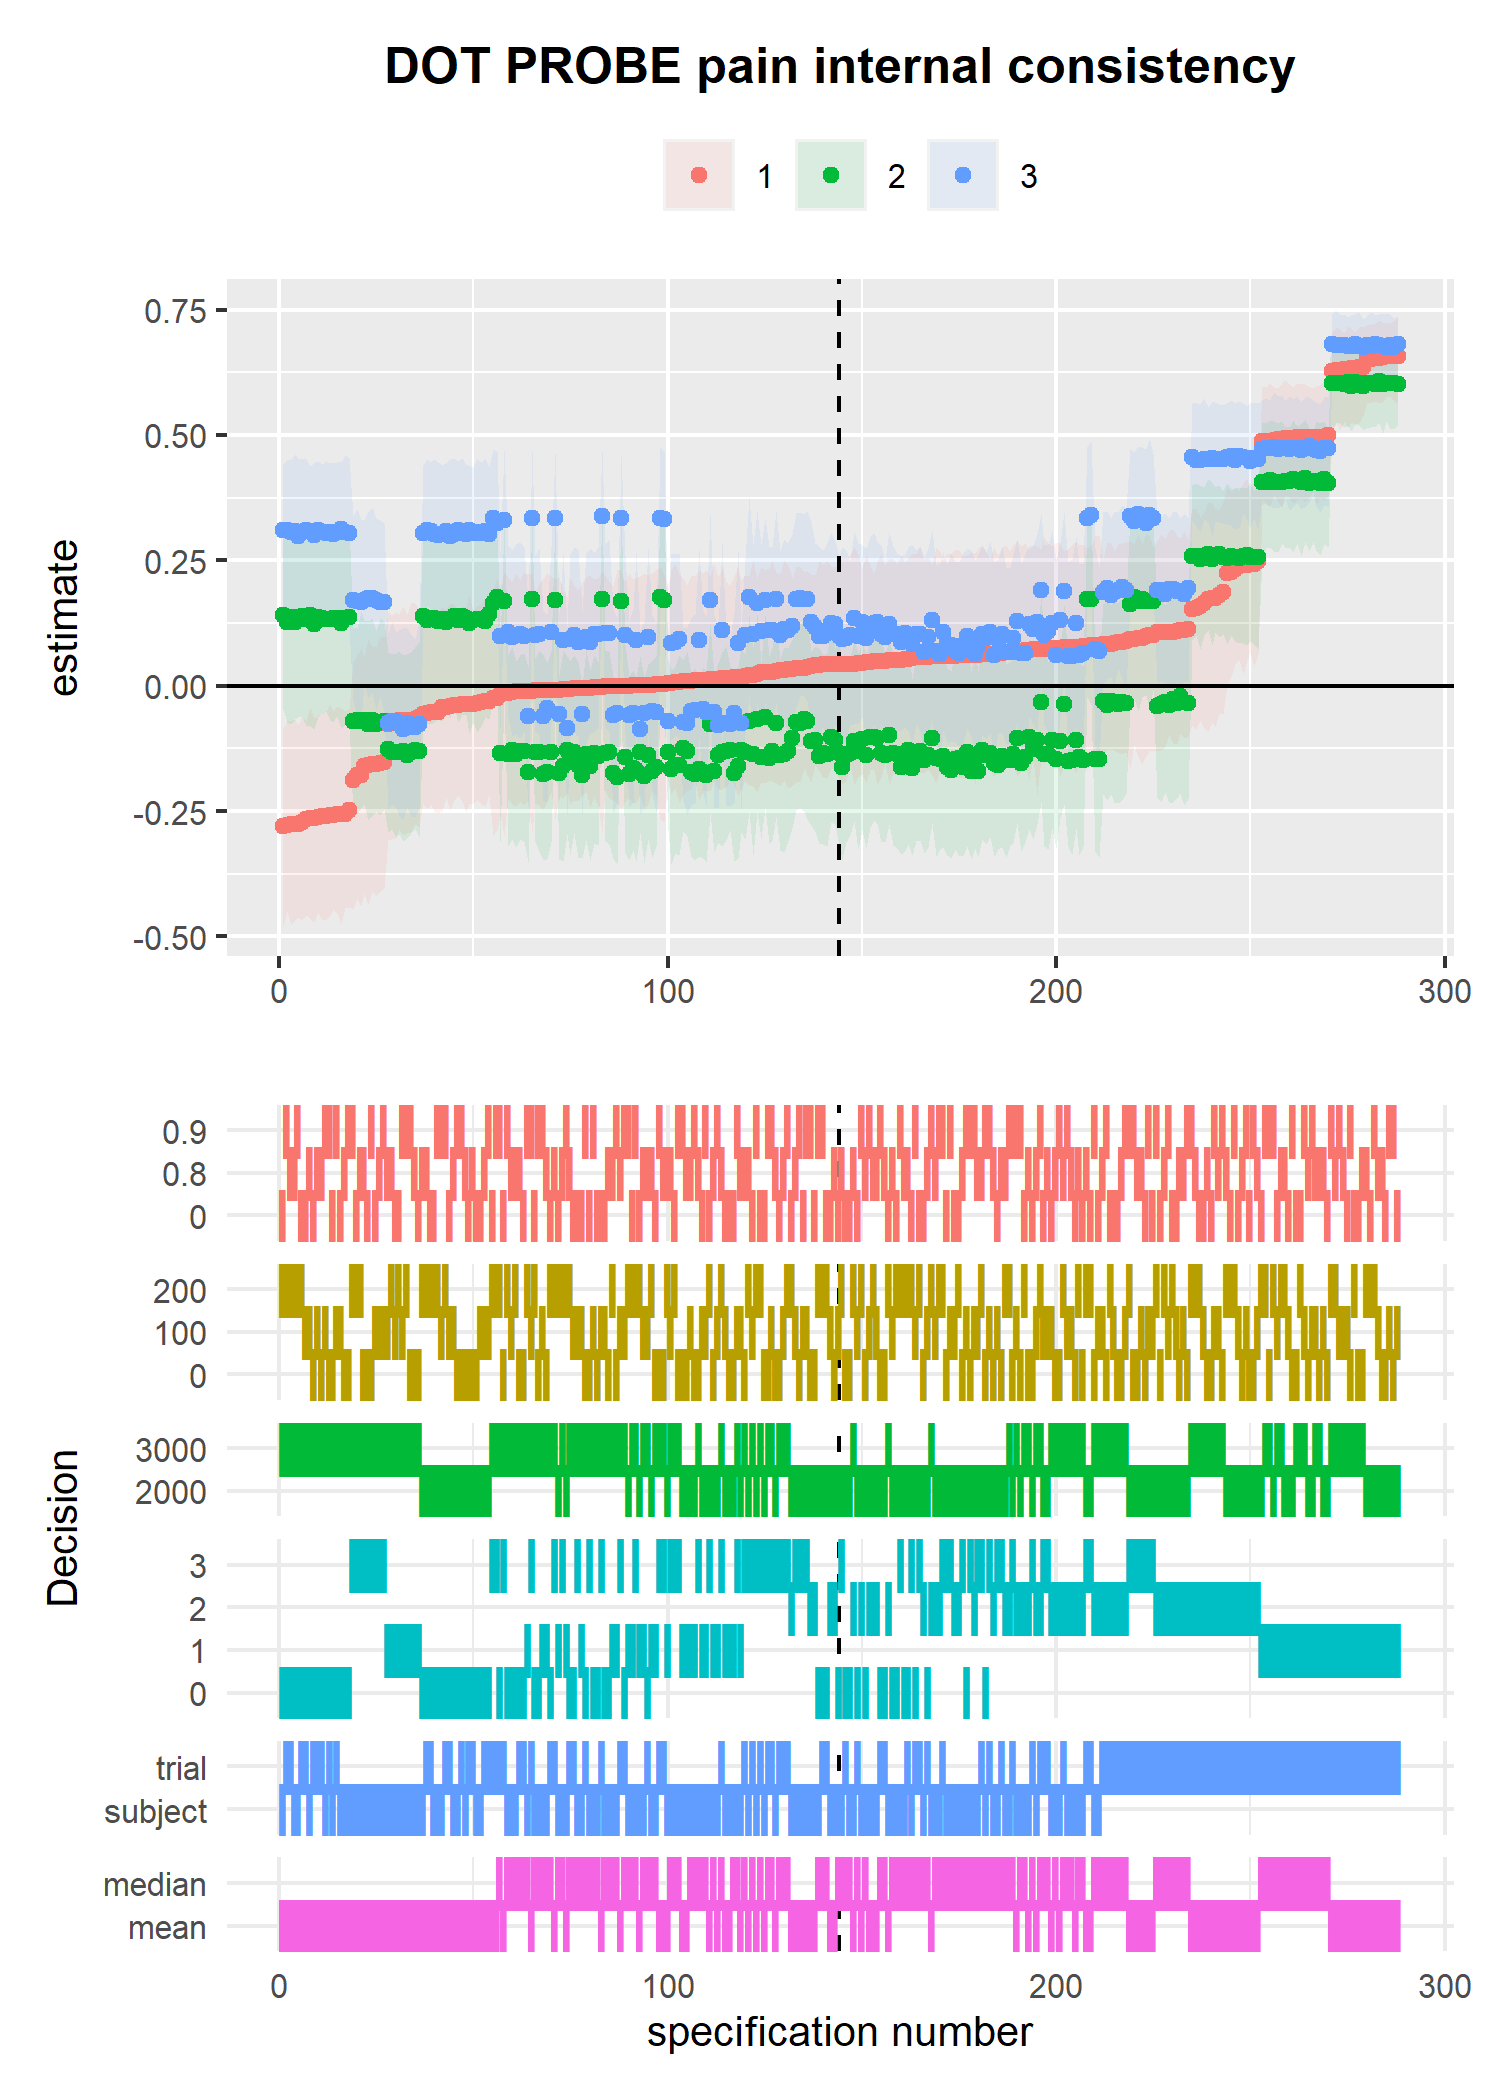 DOT PROBE pain internal consistency
1 2 3
estimate
0.75
0.50
0.25
0.00
-0.25
-0.50
0 100 200 300
Decision
0.9
0.8
0
200
100
0
3000
2000
3
2
1
0
trial
subject
median
mean
0 100 200 300
specification number